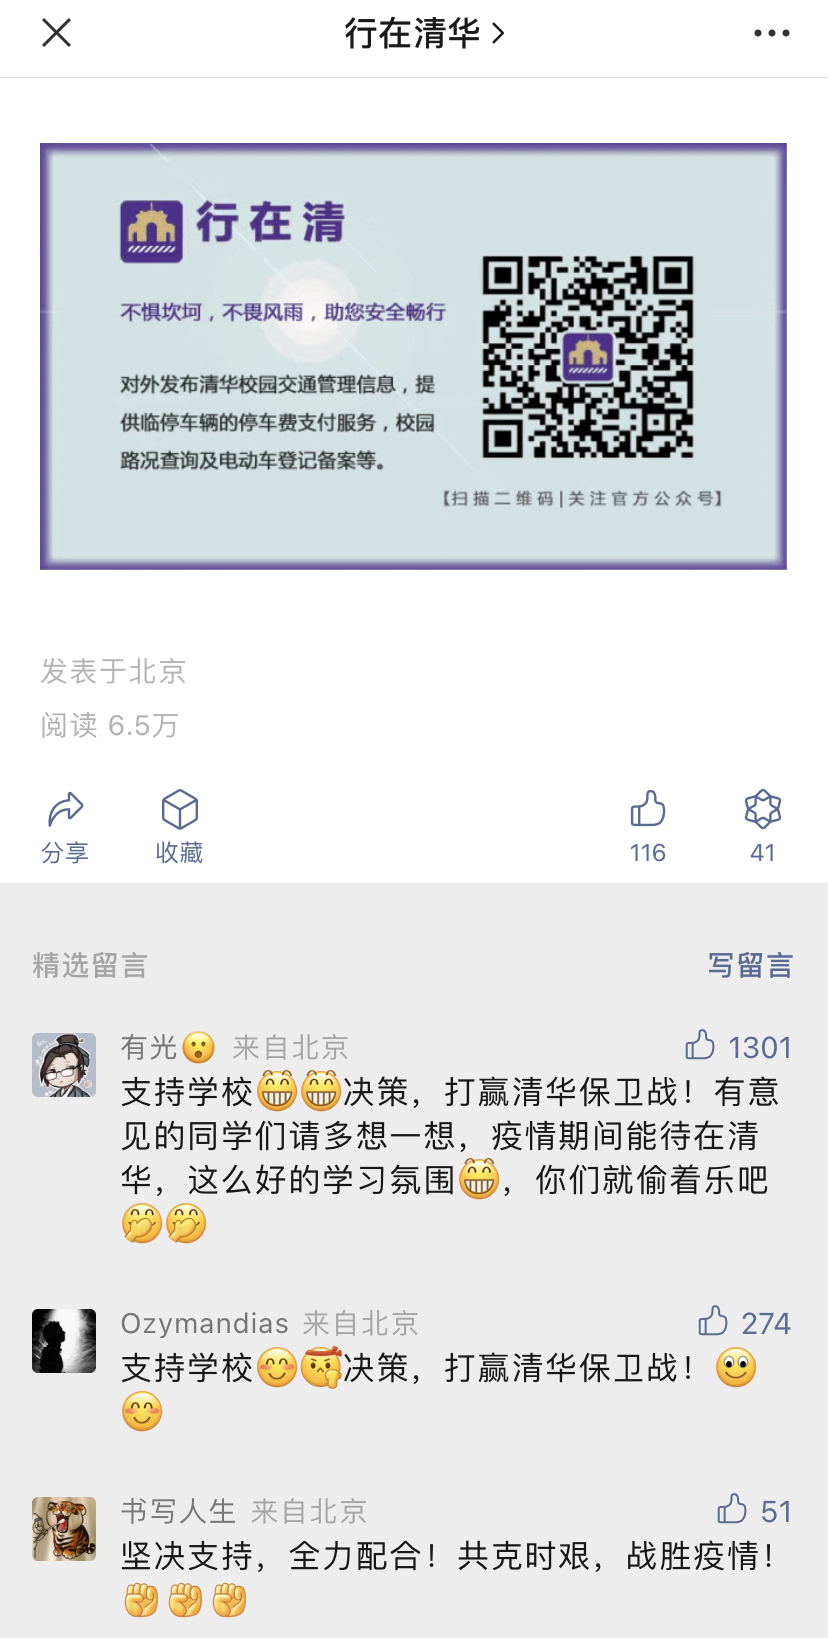 行在清华
行在清
不惧坎坷，不畏风雨，助您安全畅行
对外发布清华校园交通管理信息，提
供临停车辆的停车费支付服务，校园
路况查询及电动车登记备案等。
【扫描二维码|关注官方公众号】
发表于北京
阅读 6.5万
分享
收藏
116
41
精选留言
写留言
有光😮 来自北京
1301
支持学校😁😁决策，打赢清华保卫战！有意
见的同学们请多想一想，疫情期间能待在清
华，这么好的学习氛围😁，你们就偷着乐吧
🤭🤭
Ozymandias 来自北京
274
支持学校😊决策，打赢清华保卫战！🙂
😊
书写人生 来自北京
51
坚决支持，全力配合！共克时艰，战胜疫情！
✊✊✊